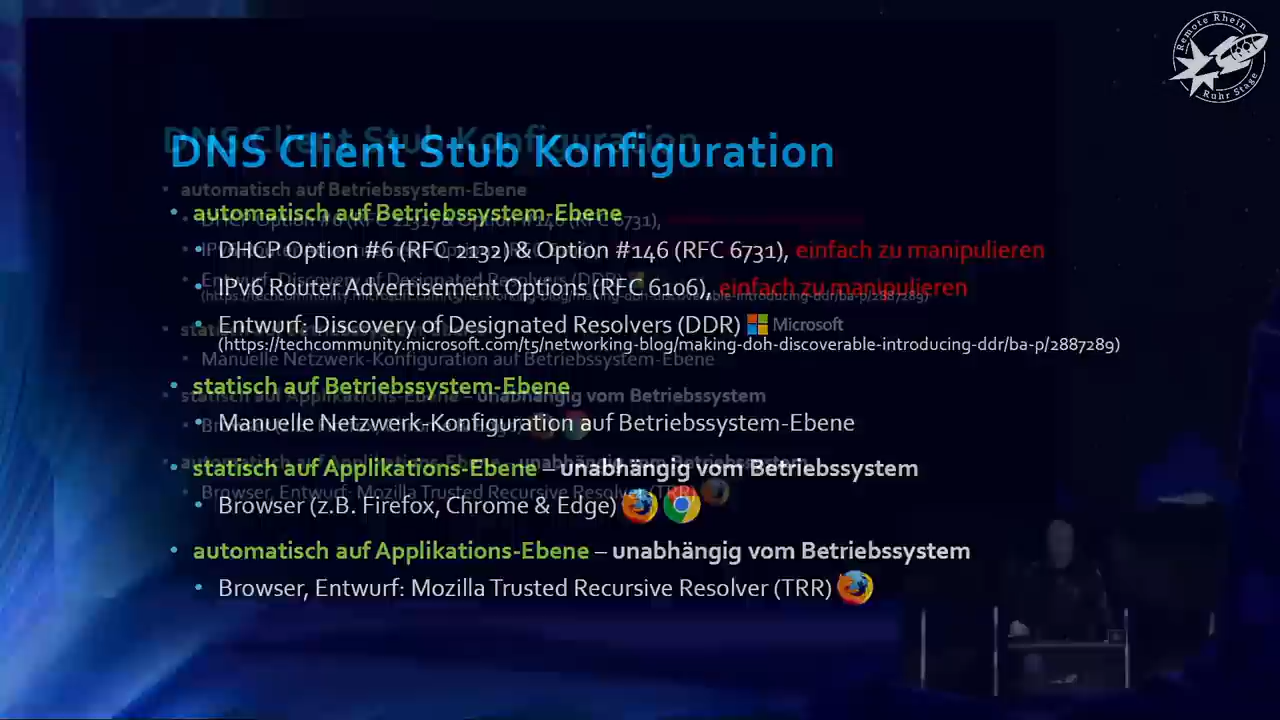 Remote Rhein
Ruhr Stage
DNS Client Stub Konfiguration
• automatisch auf Betriebssystem-Ebene
• DHCP Option #6 (RFC 2132) & Option #146 (RFC 6731), einfach zu manipulieren
• IPv6 Router Advertisement Options (RFC 6106), einfach zu manipulieren
• Entwurf: Discovery of Designated Resolvers (DDR) Microsoft
(https://techcommunity.microsoft.com/t5/networking-blog/making-doh-discoverable-introducing-ddr/ba-p/2887289)
• statisch auf Betriebssystem-Ebene
• Manuelle Netzwerk-Konfiguration auf Betriebssystem-Ebene
• statisch auf Applikations-Ebene – unabhängig vom Betriebssystem
• Browser (z.B. Firefox, Chrome & Edge)
• automatisch auf Applikations-Ebene – unabhängig vom Betriebssystem
• Browser, Entwurf: Mozilla Trusted Recursive Resolver (TRR)